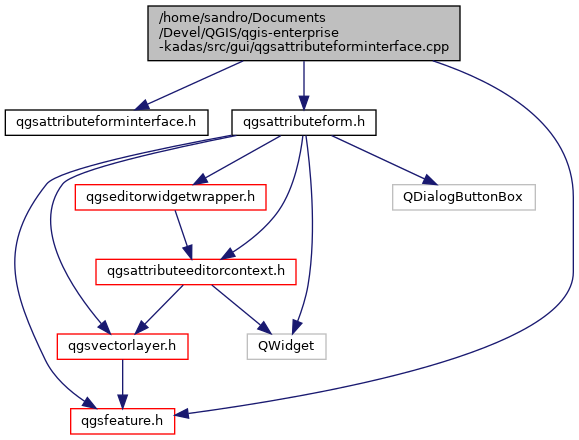 /home/sandro/Documents
/Devel/QGIS/qgis-enterprise
-kadas/src/gui/qgsattributeforminterface.cpp
qgsattributeforminterface.h
qgsattributeform.h
qgseditorwidgetwrapper.h
QDialogButtonBox
qgsattributeeditorcontext.h
qgsvectorlayer.h
QWidget
qgsfeature.h